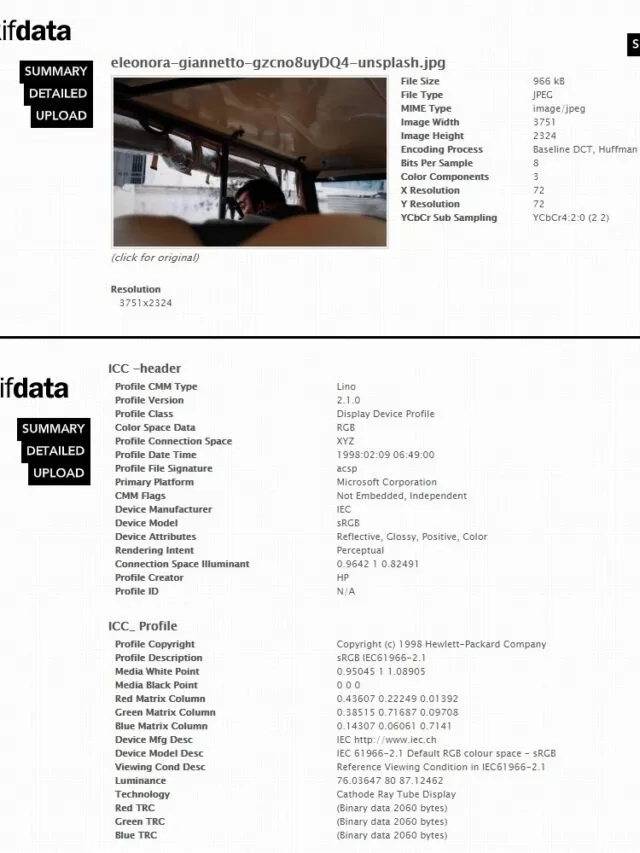 ifdata
S
SUMMARY
DETAILED
UPLOAD
eleonora-giannetto-gzcno8uyDQ4-unsplash.jpg
File Size 966 kB
File Type JPEG
MIME Type image/jpeg
Image Width 3751
Image Height 2324
Encoding Process Baseline DCT, Huffman
Bits Per Sample 8
Color Components 3
X Resolution 72
Y Resolution 72
YCbCr Sub Sampling YCbCr4:2:0 (2 2)
(click for original)
Resolution
3751x2324
ifdata
SUMMARY
DETAILED
UPLOAD
ICC -header
Profile CMM Type Lino
Profile Version 2.1.0
Profile Class Display Device Profile
Color Space Data RGB
Profile Connection Space XYZ
Profile Date Time 1998:02:09 06:49:00
Profile File Signature acsp
Primary Platform Microsoft Corporation
CMM Flags Not Embedded, Independent
Device Manufacturer IEC
Device Model sRGB
Device Attributes Reflective, Glossy, Positive, Color
Rendering Intent Perceptual
Connection Space Illuminant 0.9642 1 0.82491
Profile Creator HP
Profile ID N/A
ICC_ Profile
Profile Copyright Copyright (c) 1998 Hewlett-Packard Company
Profile Description sRGB IEC61966-2.1
Media White Point 0.95045 1 1.08905
Media Black Point 0 0 0
Red Matrix Column 0.43607 0.22249 0.01392
Green Matrix Column 0.38515 0.71687 0.09708
Blue Matrix Column 0.14307 0.06061 0.7141
Device Mfg Desc IEC http://www.iec.ch
Device Model Desc IEC 61966-2.1 Default RGB colour space - sRGB
Viewing Cond Desc Reference Viewing Condition in IEC61966-2.1
Luminance 76.03647 80 87.12462
Technology Cathode Ray Tube Display
Red TRC (Binary data 2060 bytes)
Green TRC (Binary data 2060 bytes)
Blue TRC (Binary data 2060 bytes)